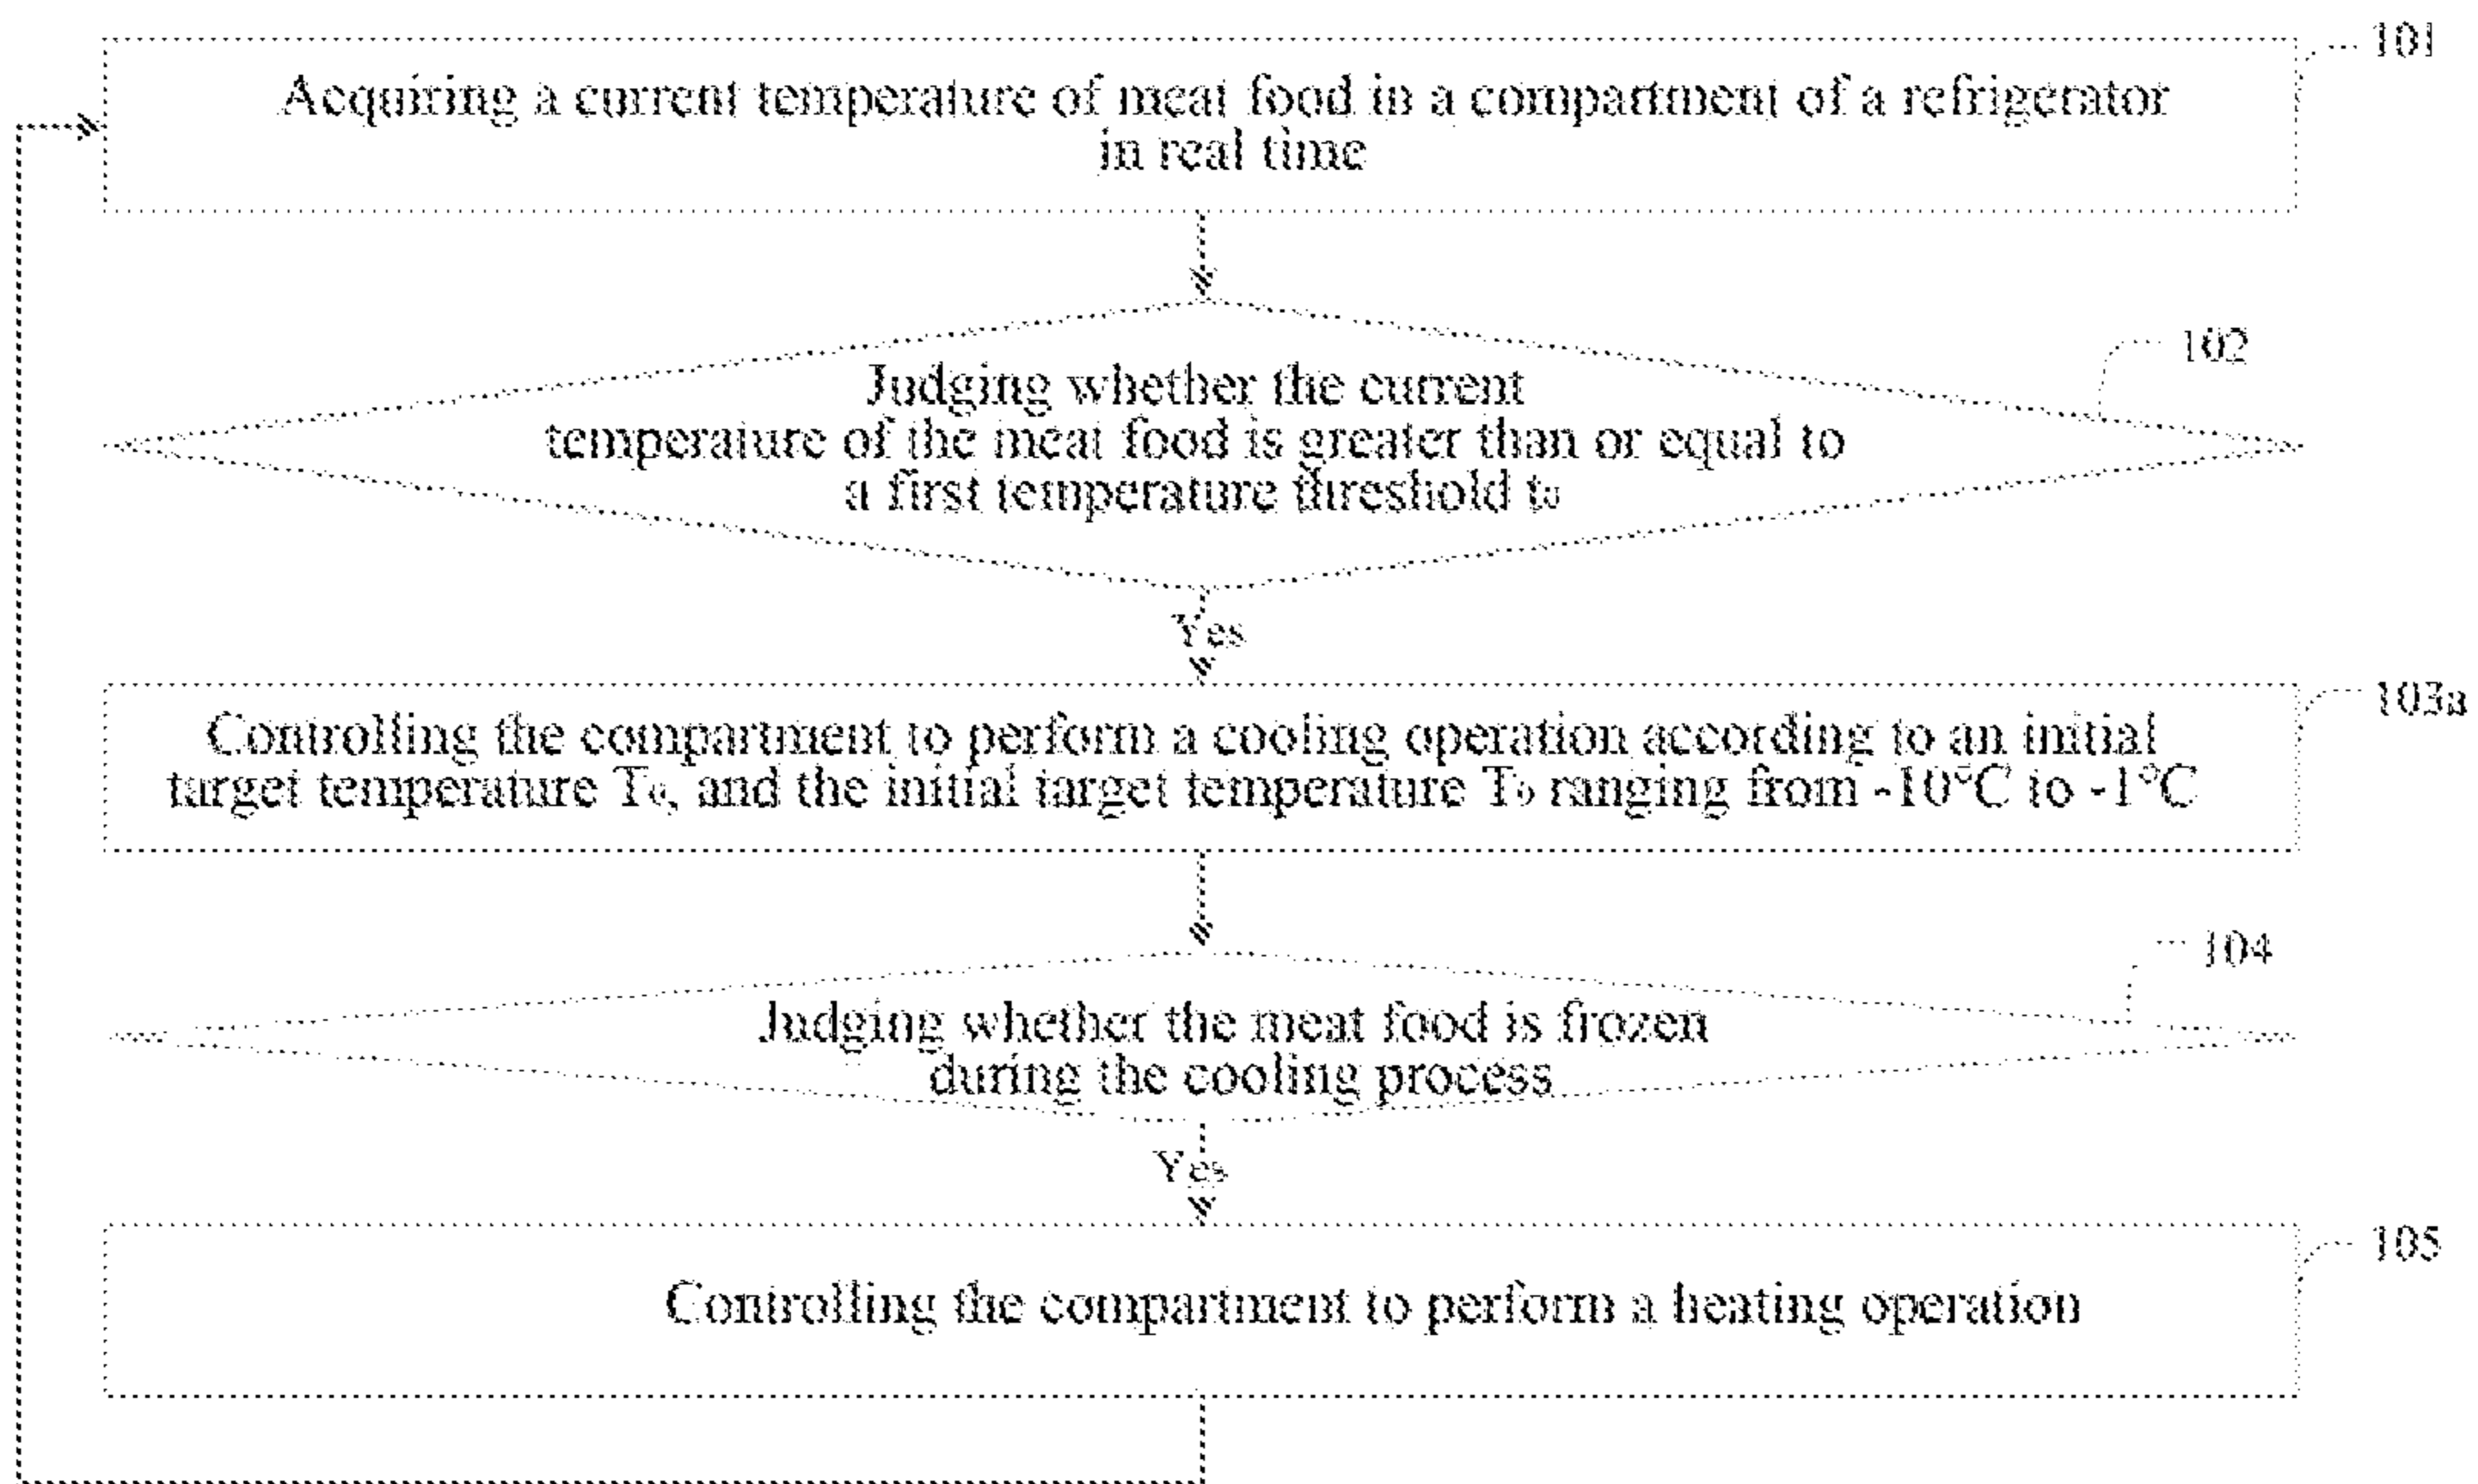 101
Acquiring a current temperature of meat food in a compartment of a refrigerator
in real time
102
Judging whether the current
temperature of the meat food is greater than or equal to
a first temperature threshold
Yes
103a
Controlling the compartment to perform a cooling operation according to an initial
target temperature T₀, and the initial target temperature T₀ ranging from -10°C to -1°C
104
Judging whether the meat food is frozen
during the cooling process
Yes
105
Controlling the compartment to perform a heating operation